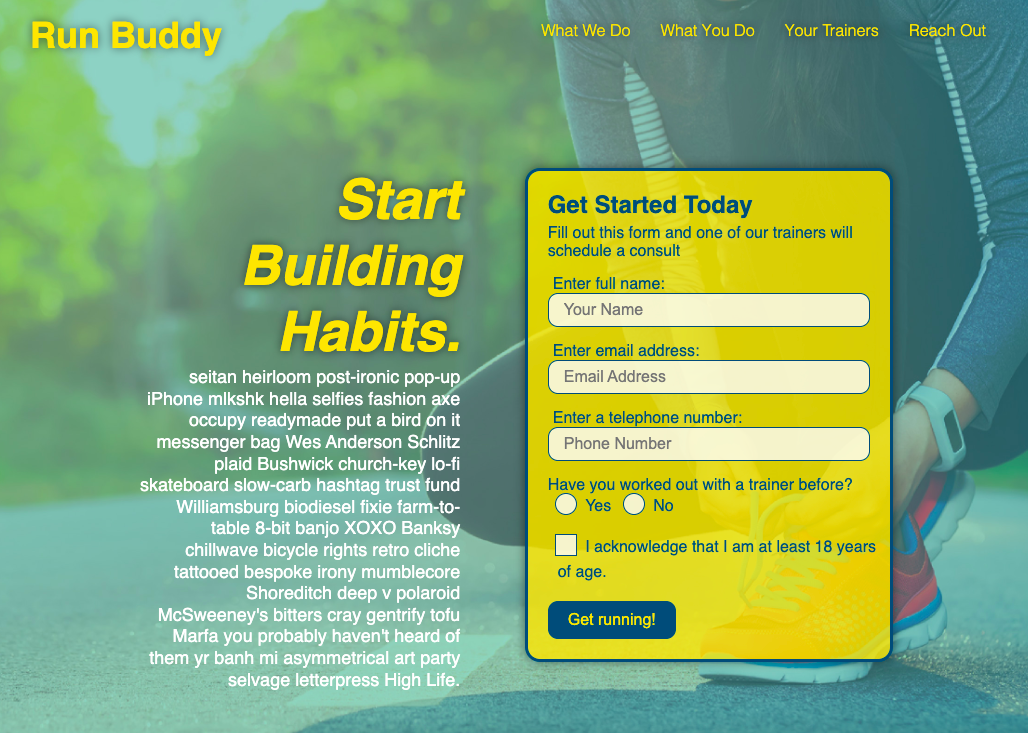 Run Buddy
What We Do
What You Do
Your Trainers
Reach Out
Start
Building
Habits.
seitan heirloom post-ironic pop-up
iPhone mlkshk hella selfies fashion axe
occupy readymade put a bird on it
messenger bag Wes Anderson Schlitz
plaid Bushwick church-key lo-fi
skateboard slow-carb hashtag trust fund
Williamsburg biodiesel fixie farm-to-
table 8-bit banjo XOXO Banksy
chillwave bicycle rights retro cliche
tattooed bespoke irony mumblecore
Shoreditch deep v polaroid
McSweeney's bitters cray gentrify tofu
Marfa you probably haven't heard of
them yr banh mi asymmetrical art party
selvage letterpress High Life.
Get Started Today
Fill out this form and one of our trainers will
schedule a consult
Enter full name:
Your Name
Enter email address:
Email Address
Enter a telephone number:
Phone Number
Have you worked out with a trainer before?
Yes No
I acknowledge that I am at least 18 years
of age.
Get running!